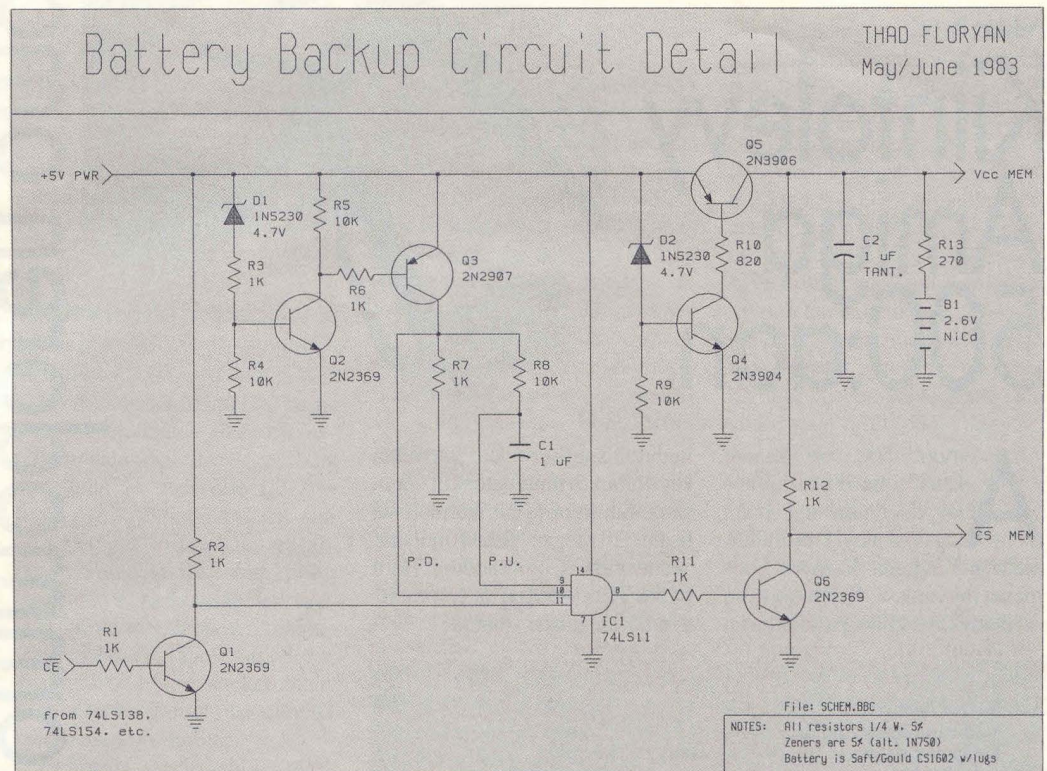 Battery Backup Circuit Detail
THAD FLORYAN
May/June 1983
+5V PWR
D1
1N5230
4.7V
R5
10K
R3
1K
R6
1K
Q3
2N2907
R4
10K
Q2
2N2369
R7
1K
R8
10K
C1
1 uF
Q5
2N3906
Vcc MEM
D2
1N5230
4.7V
R10
820
C2
1 uF
TANT.
R13
270
B1
2.6V
NiCd
Q4
2N3904
R9
10K
R12
1K
CS MEM
R2
1K
P.D.
P.U.
14
9
10
11
8
7
IC1
74LS11
R11
1K
Q6
2N2369
R1
1K
CE
Q1
2N2369
from 74LS138.
74LS154. etc.
File: SCHEM.BBC
NOTES: All resistors 1/4 W. 5%
Zeners are 5% (alt. 1N750)
Battery is Saft/Gould CS1602 w/lugs